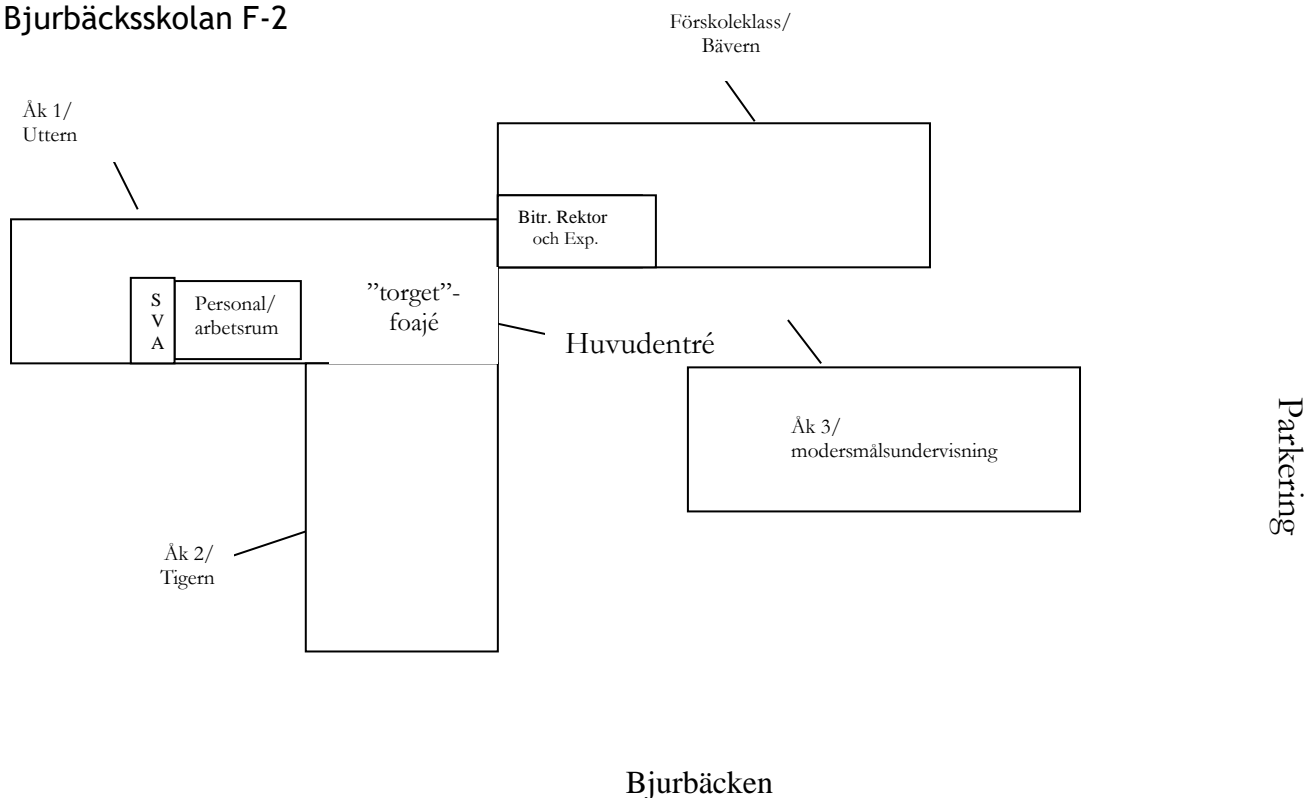 Bjurbäcksskolan F-2
Förskoleklass/
Bävern
Åk 1/
Uttern
Bitr. Rektor
och Exp.
S
V
A
Personal/
arbetsrum
”torget”-
foajé
Huvudentré
Åk 3/
modersmålsundervisning
Parkering
Åk 2/
Tigern
Bjurbäcken